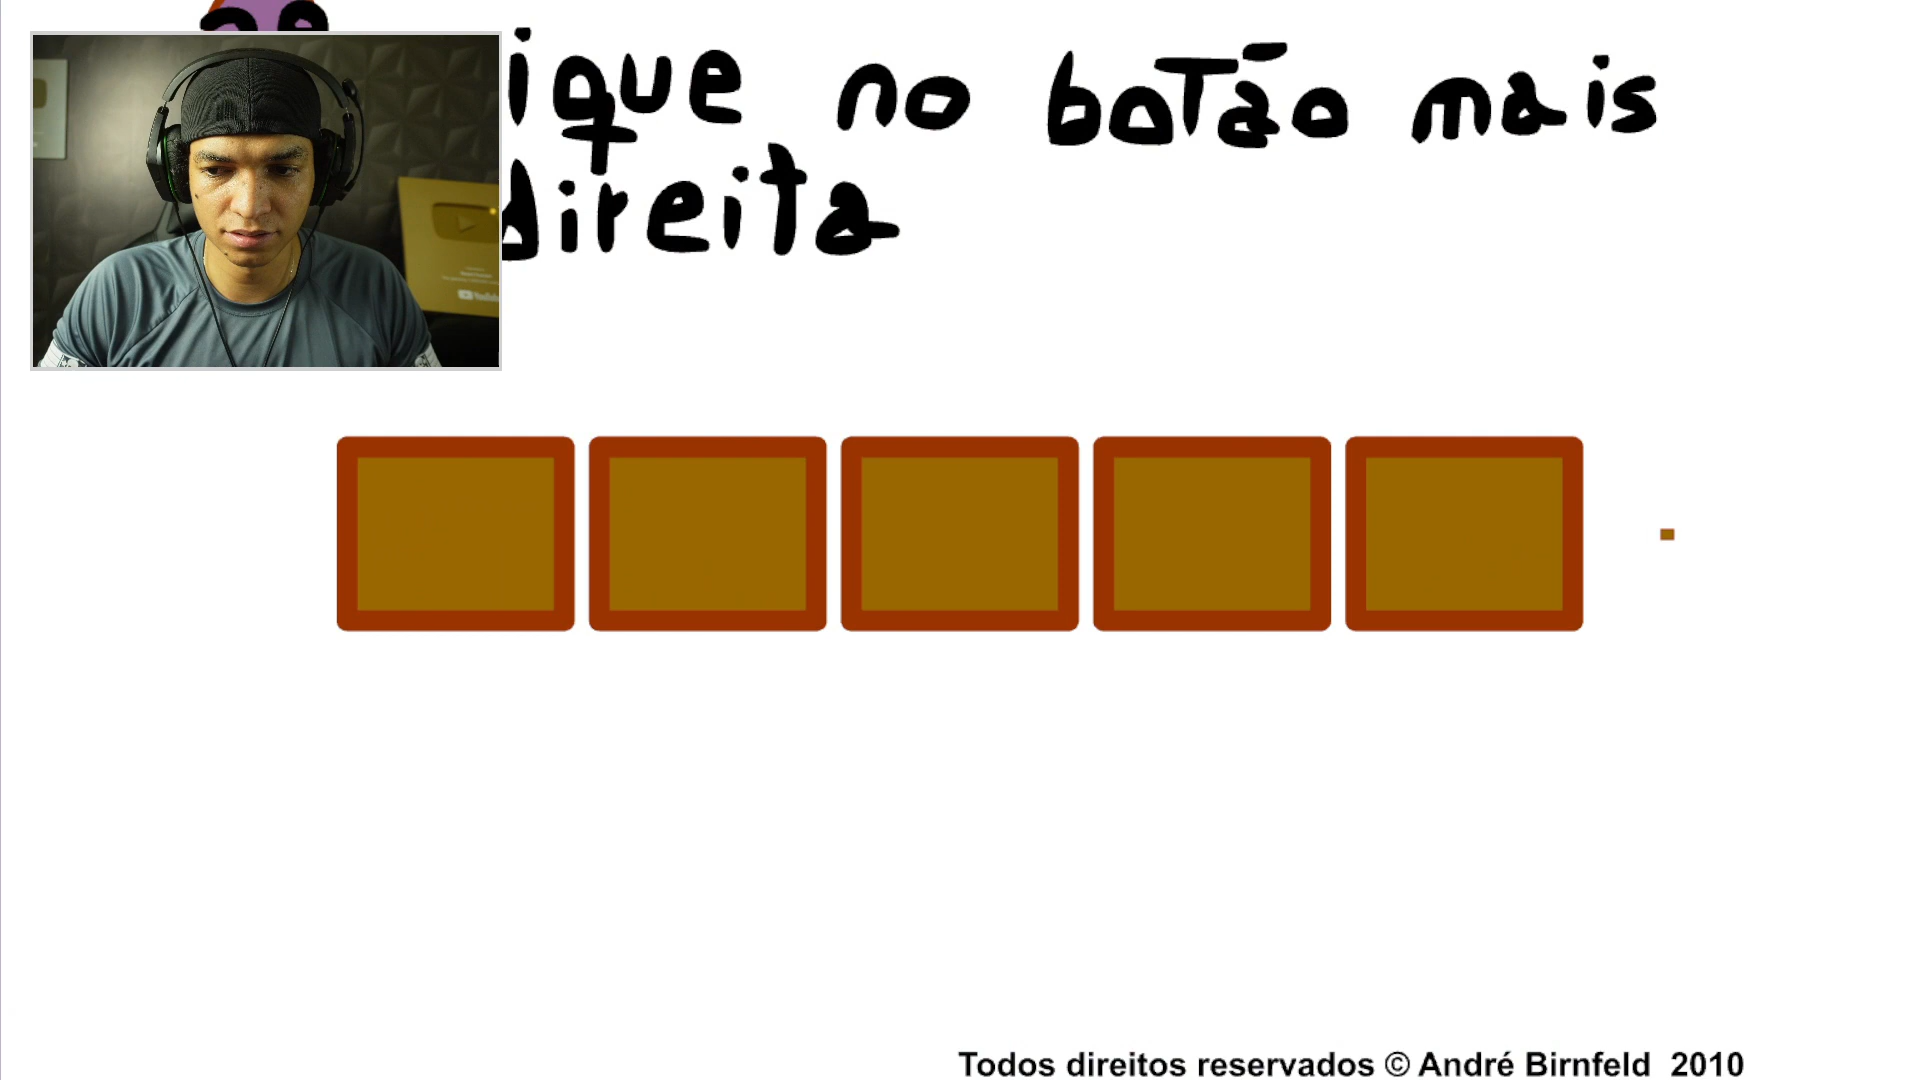 ique no botão mais
direita
Todos direitos reservados © André Birnfeld 2010